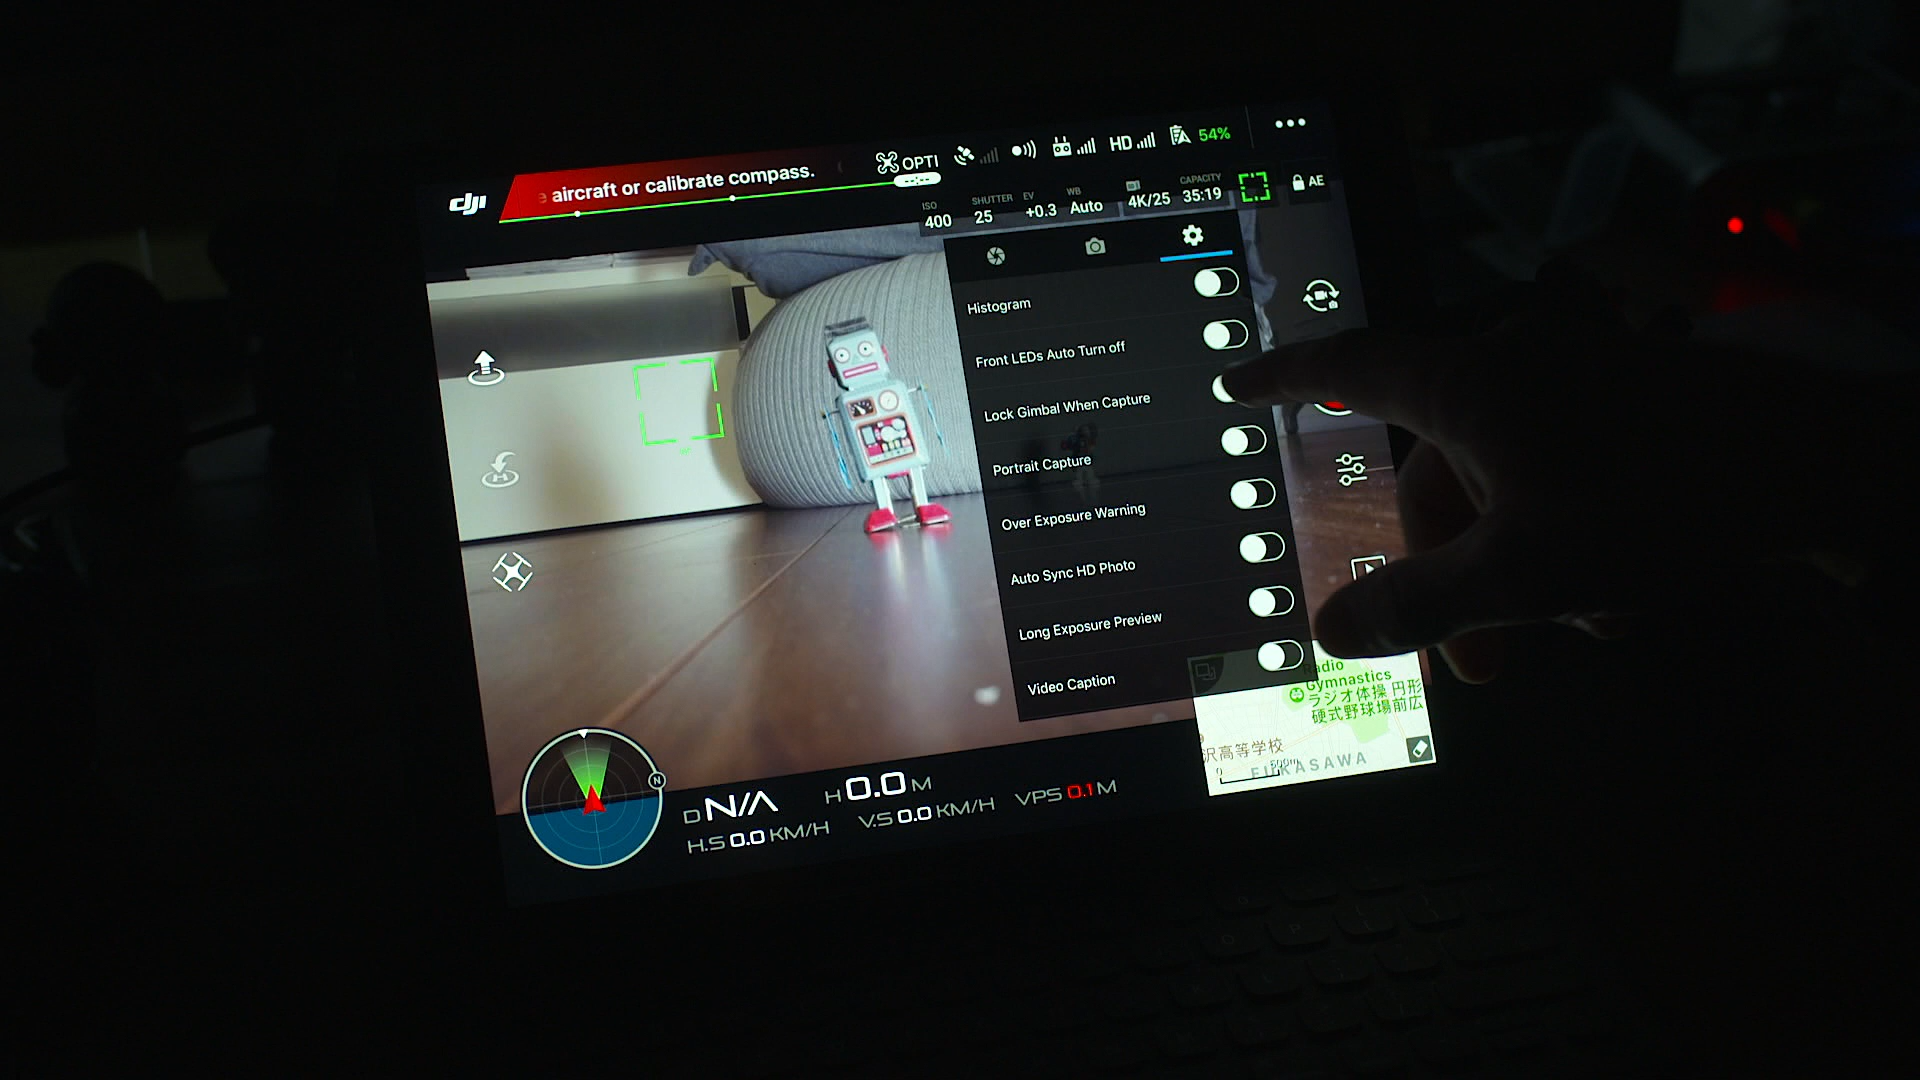 dji
aircraft or calibrate compass.
OPTI
HD
54%
ISO
400
SHUTTER
25
EV
+0.3
WB
Auto
4K/25
CAPACITY
35:19
AE
Histogram
Front LEDs Auto Turn off
Lock Gimbal When Capture
Portrait Capture
Over Exposure Warning
Auto Sync HD Photo
Long Exposure Preview
Video Caption
H
N
D N/A
H 0.0 M
H.S 0.0 KM/H
V.S 0.0 KM/H
VPS 0.1 M
Radio
Gymnastics
ラジオ体操 円形
硬式野球場前広
沢高等学校
0 500m
FUKASAWA